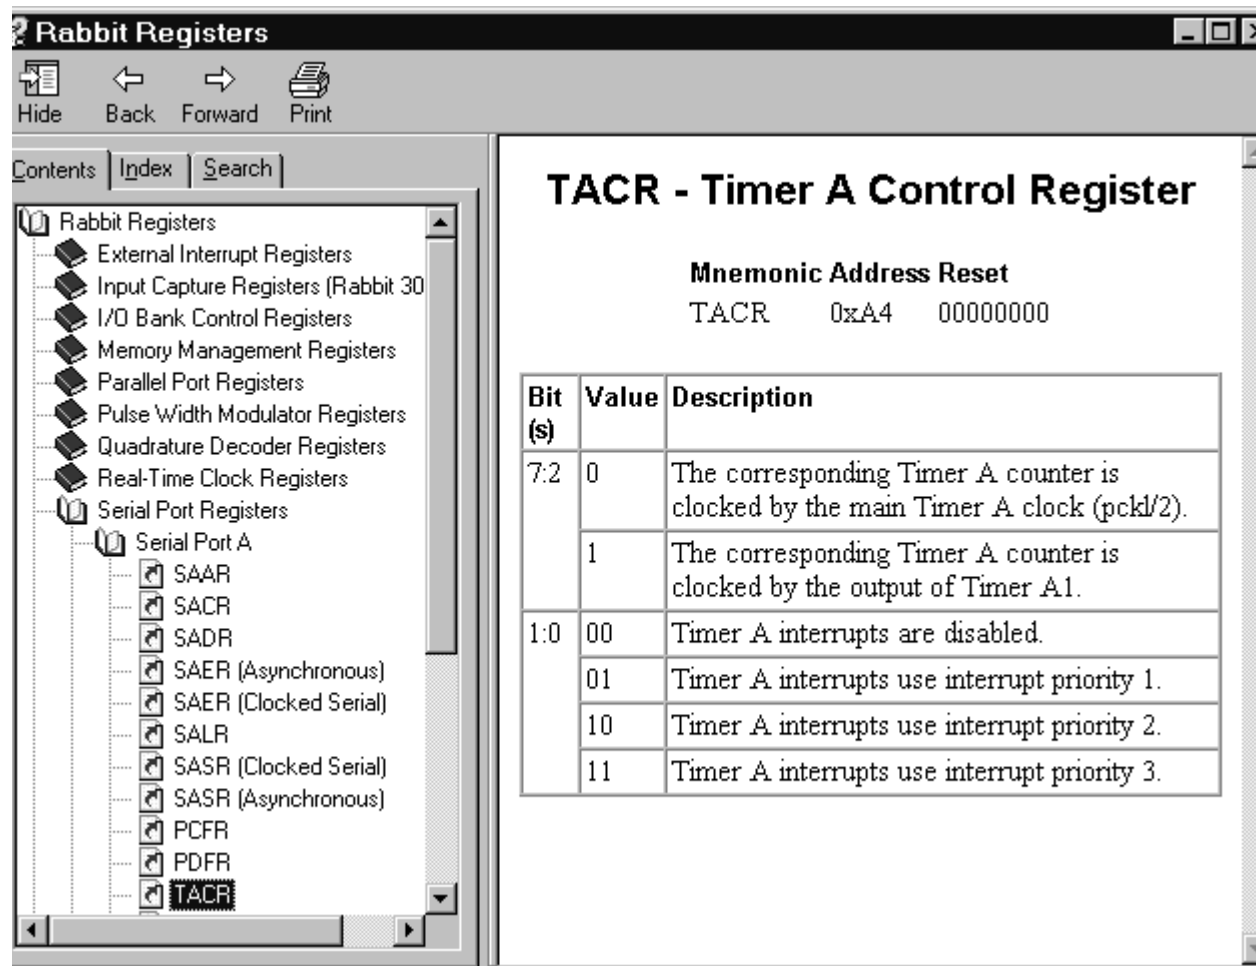 Rabbit Registers
Hide Back Forward Print
Contents Index Search
Rabbit Registers
External Interrupt Registers
Input Capture Registers (Rabbit 30
I/O Bank Control Registers
Memory Management Registers
Parallel Port Registers
Pulse Width Modulator Registers
Quadrature Decoder Registers
Real-Time Clock Registers
Serial Port Registers
Serial Port A
SAAR
SACR
SADR
SAER (Asynchronous)
SAER (Clocked Serial)
SALR
SASR (Clocked Serial)
SASR (Asynchronous)
PCFR
PDFR
TACR
TACR - Timer A Control Register
Mnemonic Address Reset
TACR 0xA4 00000000
Bit Value Description
(s)
7:2 0 The corresponding Timer A counter is
clocked by the main Timer A clock (pckl/2).
1 The corresponding Timer A counter is
clocked by the output of Timer A1.
1:0 00 Timer A interrupts are disabled.
01 Timer A interrupts use interrupt priority 1.
10 Timer A interrupts use interrupt priority 2.
11 Timer A interrupts use interrupt priority 3.